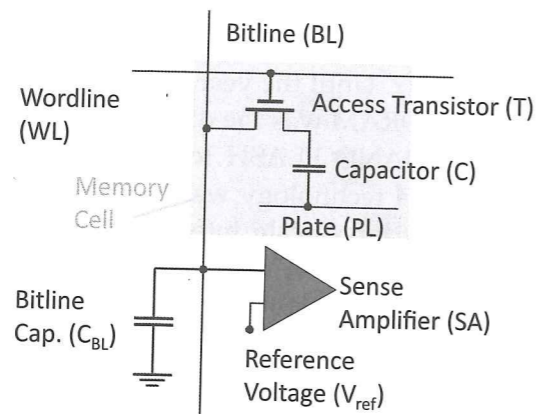 Bitline (BL)
Wordline
(WL)
Access Transistor (T)
Capacitor (C)
Memory
Cell
Plate (PL)
Bitline
Cap. (C_BL)
Sense
Amplifier (SA)
Reference
Voltage (V_ref)